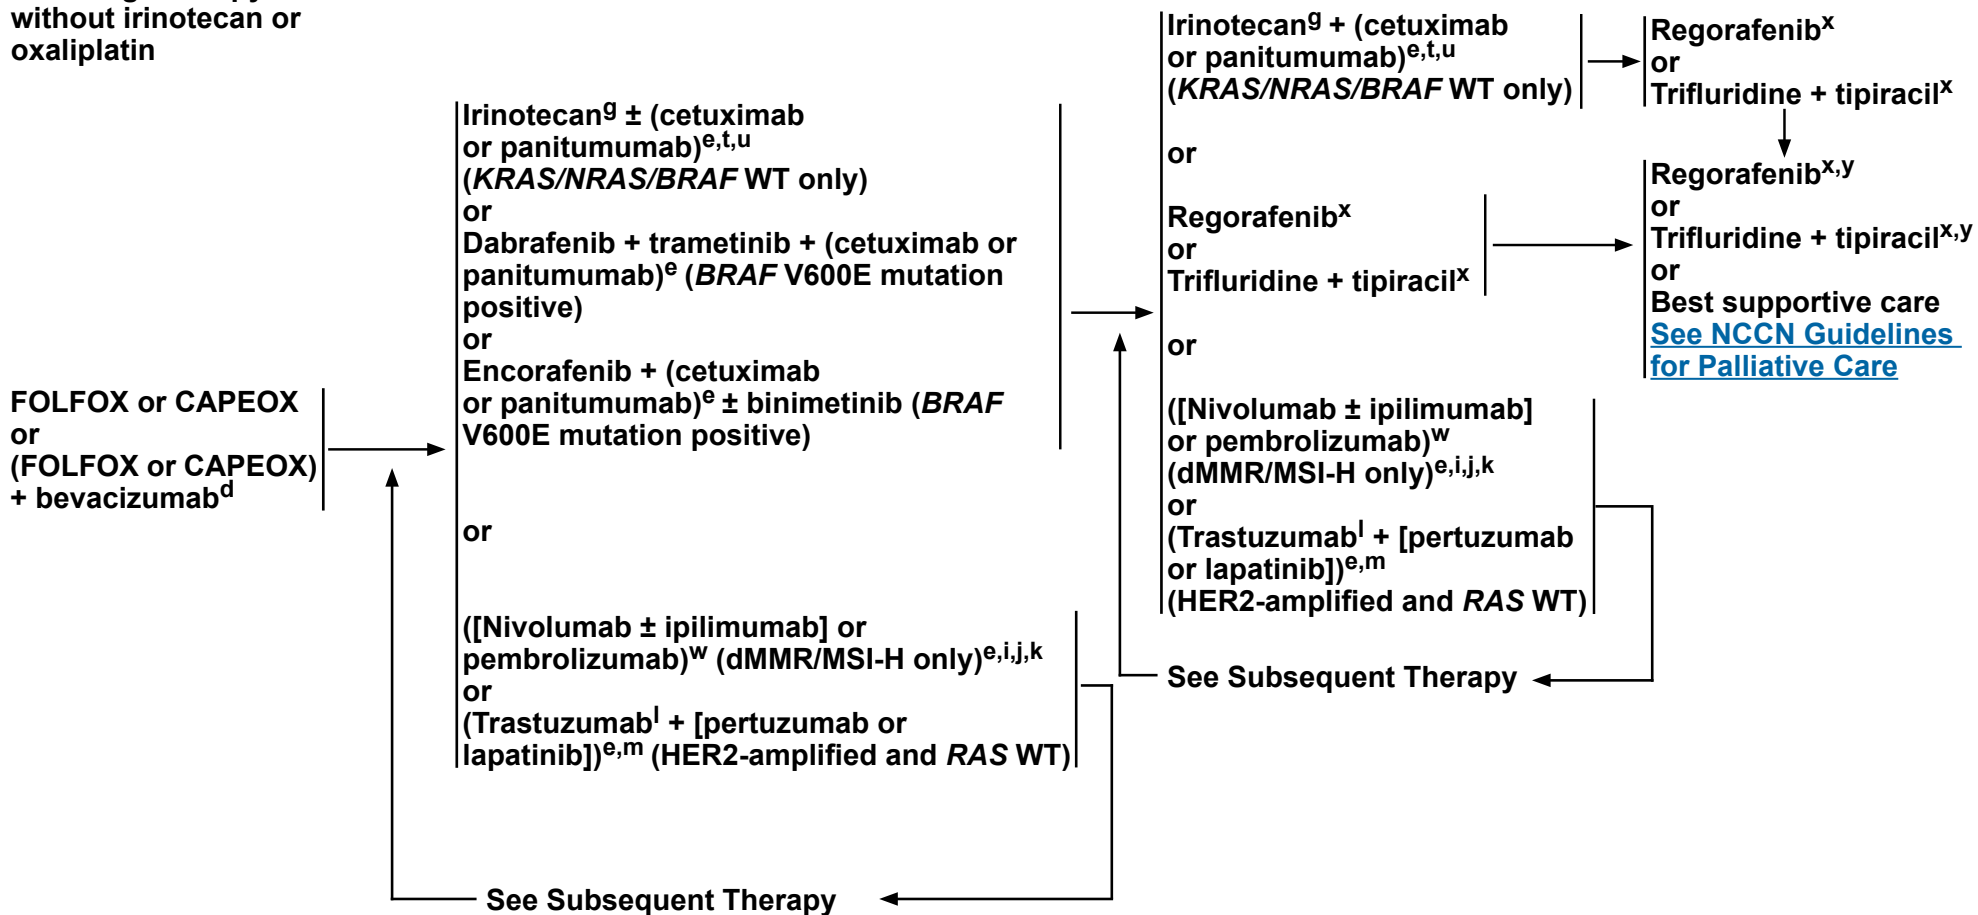 without irinotecan or
oxaliplatin
FOLFOX or CAPEOX
or
(FOLFOX or CAPEOX)
+ bevacizumabᵈ
Irinotecanᵍ ± (cetuximab
or panitumumab)ᵉ,ᵗ,ᵘ
(KRAS/NRAS/BRAF WT only)
or
Dabrafenib + trametinib + (cetuximab or
panitumumab)ᵉ (BRAF V600E mutation
positive)
or
Encorafenib + (cetuximab
or panitumumab)ᵉ ± binimetinib (BRAF
V600E mutation positive)
or
([Nivolumab ± ipilimumab] or
pembrolizumab)ʷ (dMMR/MSI-H only)ᵉ,ⁱ,ʲ,ᵏ
or
(Trastuzumabˡ + [pertuzumab or
lapatinib])ᵉ,ᵐ (HER2-amplified and RAS WT)
See Subsequent Therapy
Irinotecanᵍ + (cetuximab
or panitumumab)ᵉ,ᵗ,ᵘ
(KRAS/NRAS/BRAF WT only)
or
Regorafenibˣ
or
Trifluridine + tipiracilˣ
or
([Nivolumab ± ipilimumab]
or pembrolizumab)ʷ
(dMMR/MSI-H only)ᵉ,ⁱ,ʲ,ᵏ
or
(Trastuzumabˡ + [pertuzumab
or lapatinib])ᵉ,ᵐ
(HER2-amplified and RAS WT)
See Subsequent Therapy
Regorafenibˣ
or
Trifluridine + tipiracilˣ
Regorafenibˣ,ʸ
or
Trifluridine + tipiracilˣ,ʸ
or
Best supportive care
See NCCN Guidelines
for Palliative Care